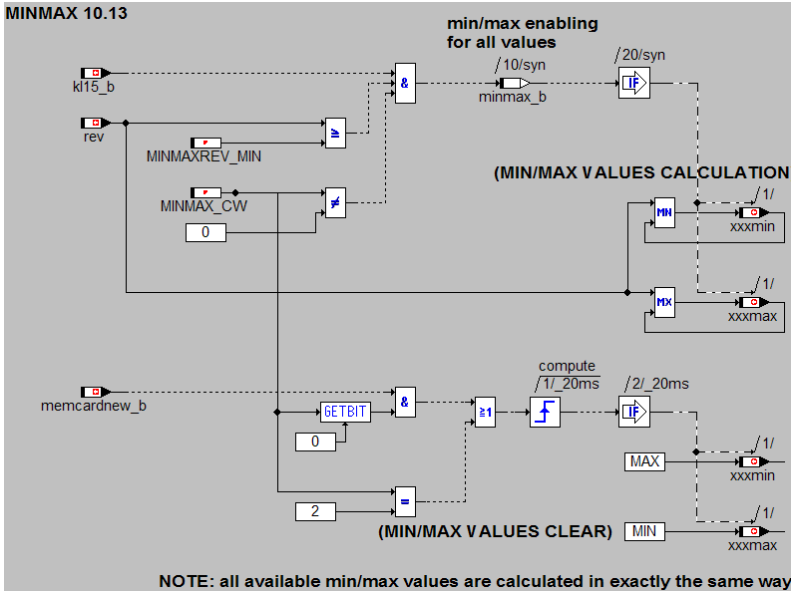 MINMAX 10.13
min/max enabling
for all values
/10/syn
/20/syn
kl15_b
&
minmax_b
IF
rev
MINMAXREV_MIN
≥
(MIN/MAX VALUES CALCULATION)
MINMAX_CW
≠
/1/
0
MN
xxxmin
/1/
MX
xxxmax
compute
/1/_20ms
/2/_20ms
memcardnew_b
&
GETBIT
≥1
IF
0
/1/
MAX
xxxmin
2
=
/1/
(MIN/MAX VALUES CLEAR)
MIN
xxxmax
NOTE: all available min/max values are calculated in exactly the same way